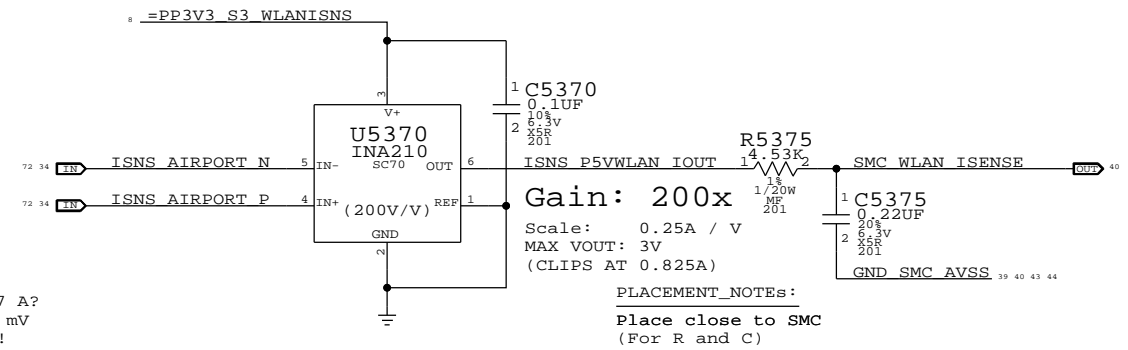 8 =PP3V3_S3_WLANISNS
3
V+
1 C5370
0.1UF
10%
6.3V
2 X5R
201
U5370
INA210
SC70
R5375
72 34 IN ISNS_AIRPORT_N 5 IN- OUT 6 ISNS_P5VWLAN_IOUT 1 4.53K 2 SMC_WLAN_ISENSE OUT 40
1%
1/20W
MF
201
72 34 IN ISNS_AIRPORT_P 4 IN+ (200V/V) REF 1
Gain: 200x
1 C5375
0.22UF
20%
6.3V
2 X5R
201
GND
2
Scale: 0.25A / V
MAX VOUT: 3V
(CLIPS AT 0.825A)
GND_SMC_AVSS 39 40 43 44
7 A?
mV
!
PLACEMENT_NOTEs:
Place close to SMC
(For R and C)